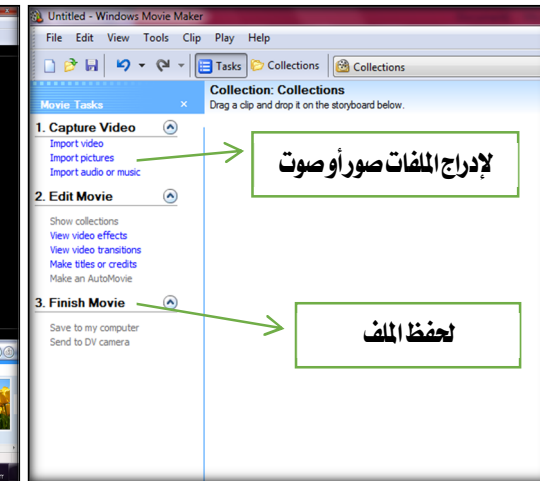 Untitled - Windows Movie Maker
File Edit View Tools Clip Play Help
Tasks Collections Collections
Movie Tasks ×
Collection: Collections
Drag a clip and drop it on the storyboard below.
1. Capture Video
Import video
Import pictures
Import audio or music
لإدراج الملفات صور أو صوت
2. Edit Movie
Show collections
View video effects
View video transitions
Make titles or credits
Make an AutoMovie
3. Finish Movie
Save to my computer
Send to DV camera
لحفظ الملف